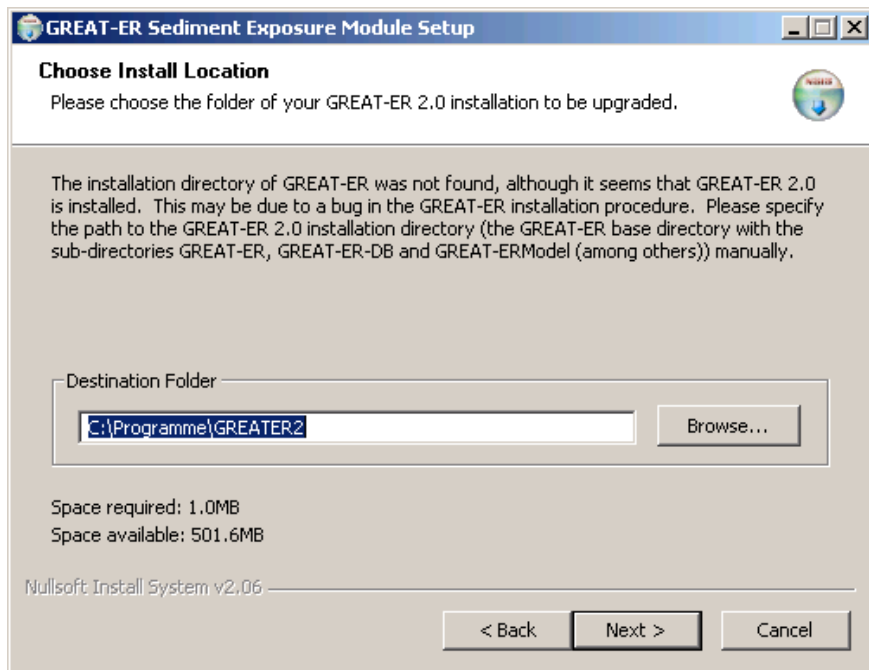 GREAT-ER Sediment Exposure Module Setup
Choose Install Location
Please choose the folder of your GREAT-ER 2.0 installation to be upgraded.
NSIS
The installation directory of GREAT-ER was not found, although it seems that GREAT-ER 2.0
is installed.  This may be due to a bug in the GREAT-ER installation procedure.  Please specify
the path to the GREAT-ER 2.0 installation directory (the GREAT-ER base directory with the
sub-directories GREAT-ER, GREAT-ER-DB and GREAT-ERModel (among others)) manually.
Destination Folder
C:\Programme\GREATER2
Browse...
Space required: 1.0MB
Space available: 501.6MB
Nullsoft Install System v2.06
< Back
Next >
Cancel